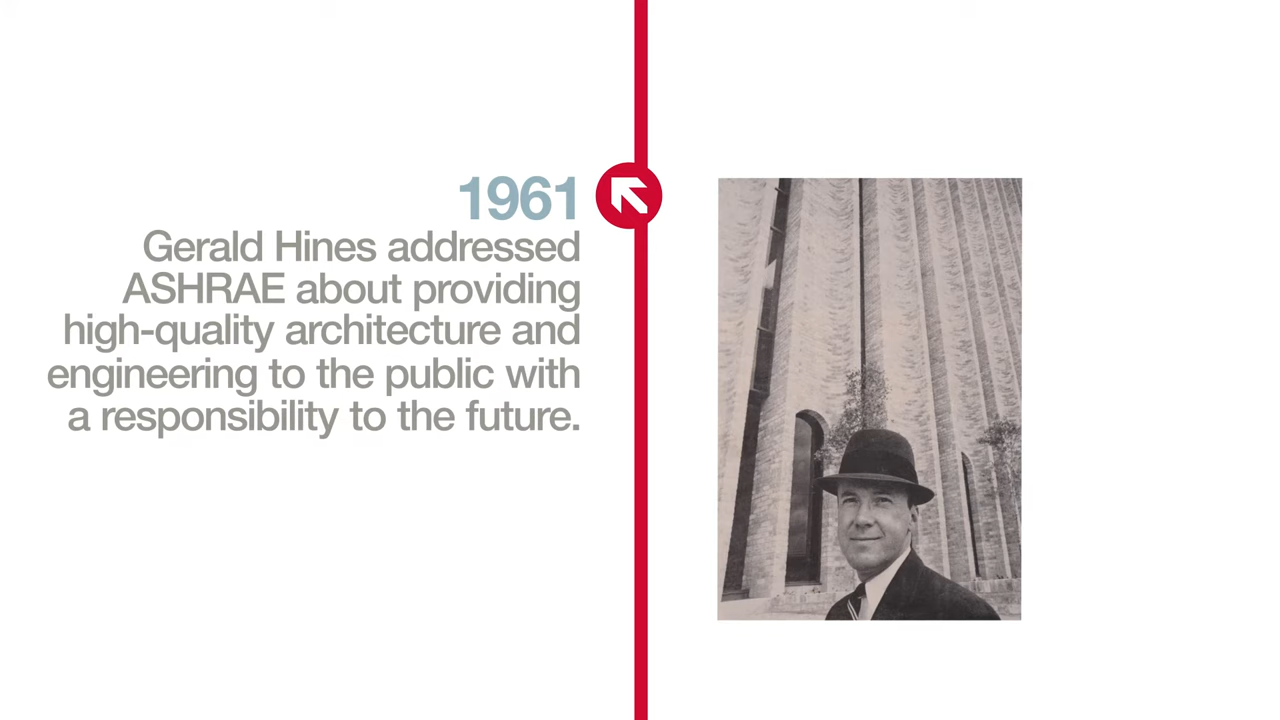 1961
Gerald Hines addressed
ASHRAE about providing
high-quality architecture and
engineering to the public with
a responsibility to the future.